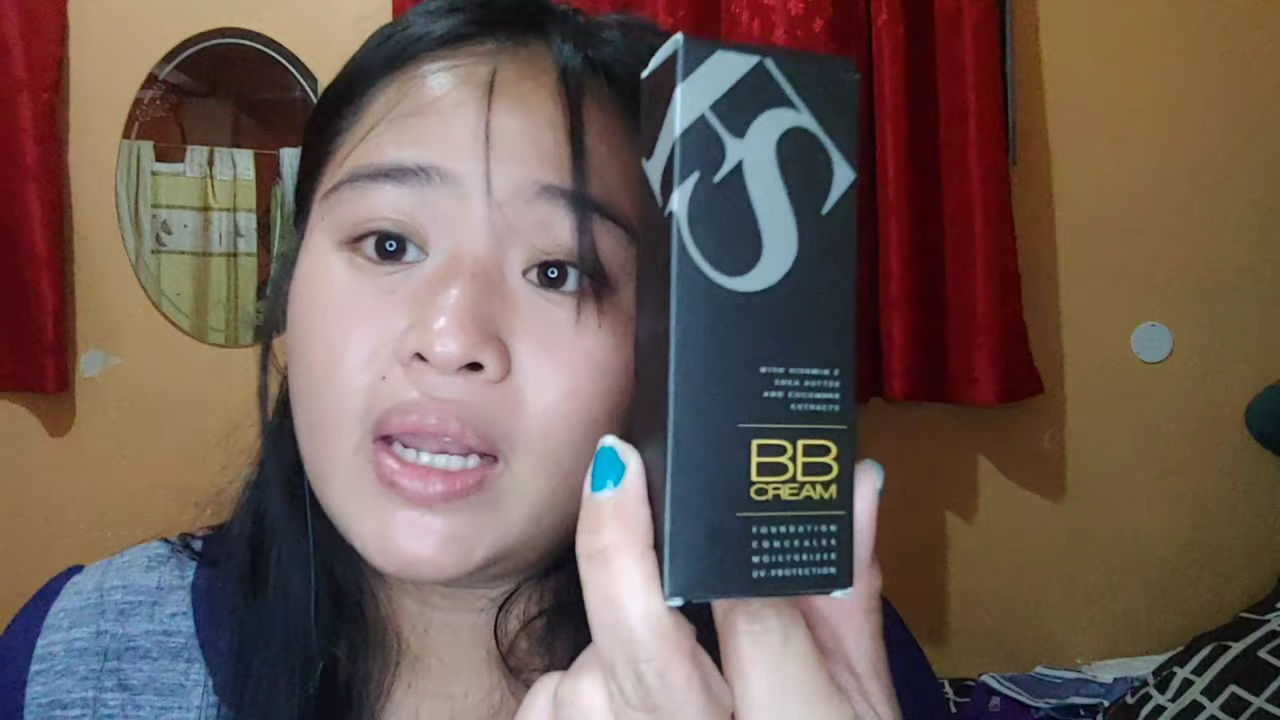 FS
WITH VITAMIN E
SHEA BUTTER
AND CUCUMBER
EXTRACTS
BB
CREAM
FOUNDATION
CONCEALER
MOISTURIZER
UV-PROTECTION